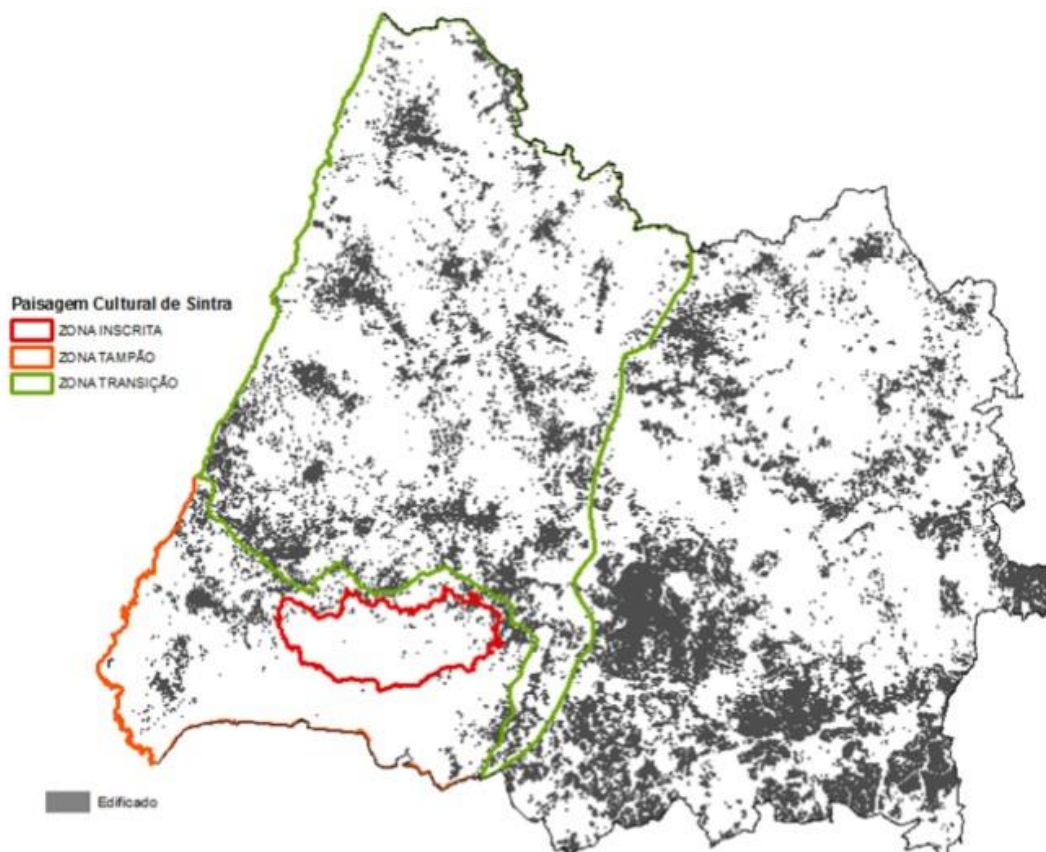 Paisagem Cultural de Sintra
ZONA INSCRITA
ZONA TAMPÃO
ZONA TRANSIÇÃO
Edificado